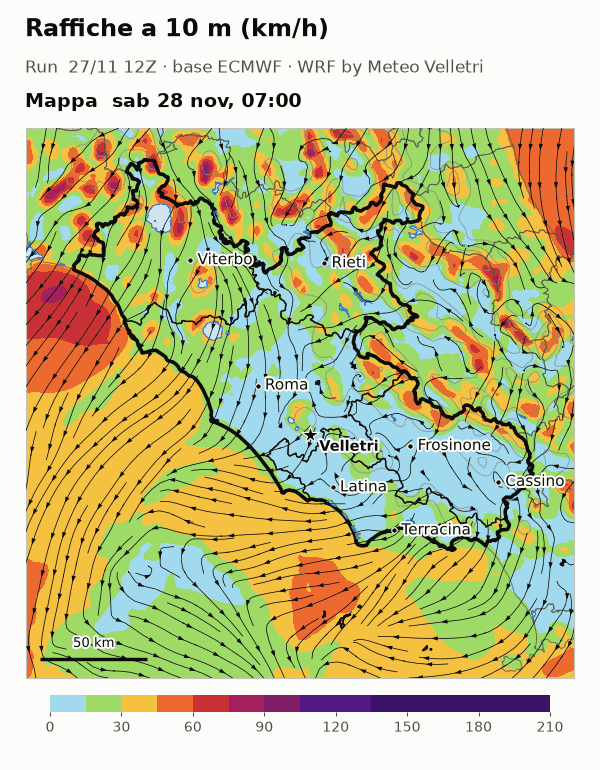 Raffiche a 10 m (km/h)
Run  27/11 12Z · base ECMWF · WRF by Meteo Velletri
Mappa  sab 28 nov, 07:00
Viterbo
Rieti
Roma
Velletri
Frosinone
Latina
Cassino
Terracina
50 km
0 30 60 90 120 150 180 210